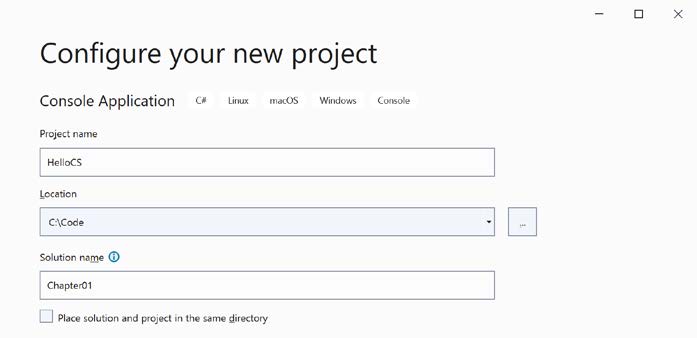 Configure your new project
Console Application C# Linux macOS Windows Console
Project name
HelloCS
Location
C:\Code
...
Solution name
Chapter01
Place solution and project in the same directory